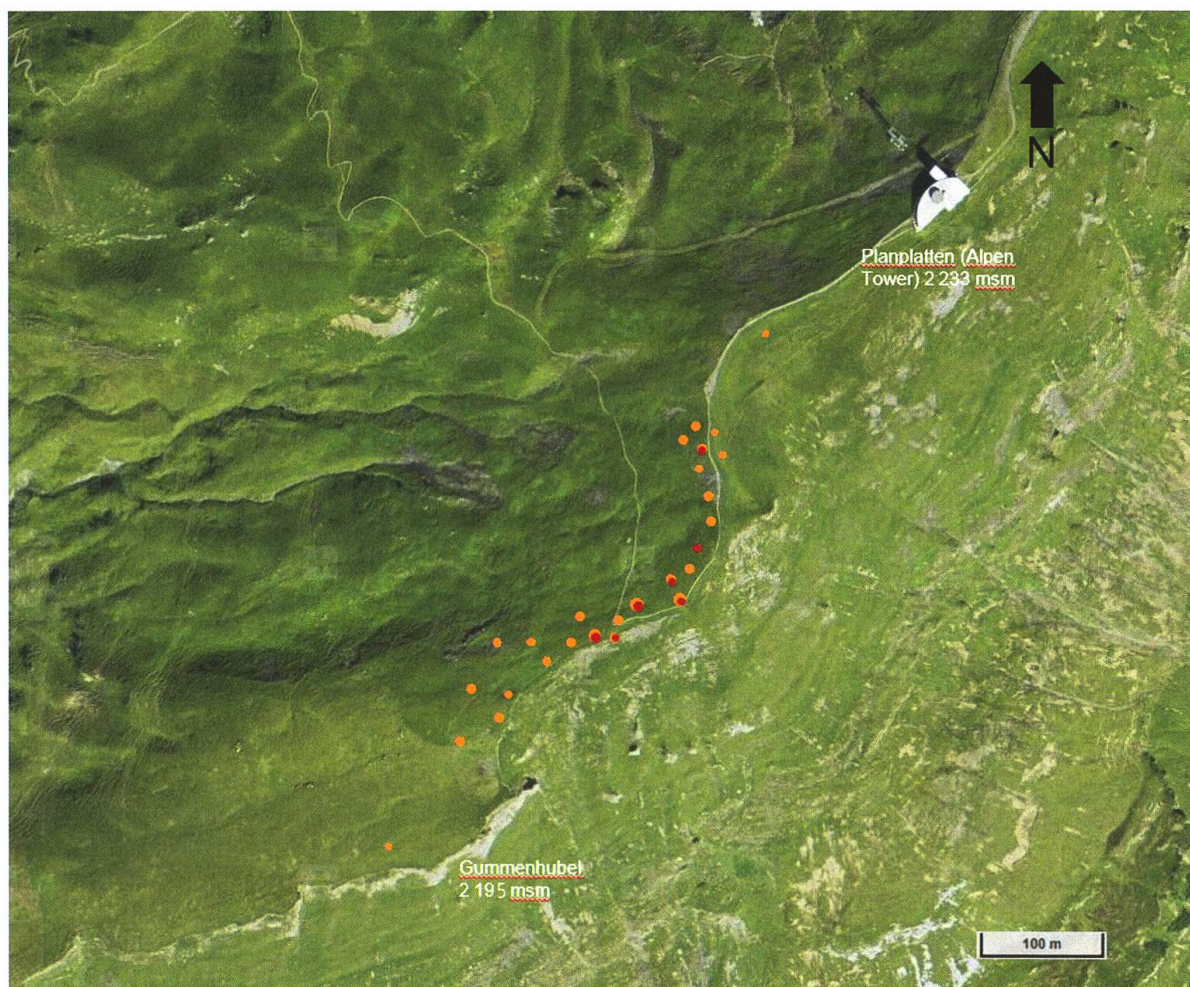 N
Planplatten (Alpen
Tower) 2 233 msm
Gummenhubel
2 195 msm
100 m